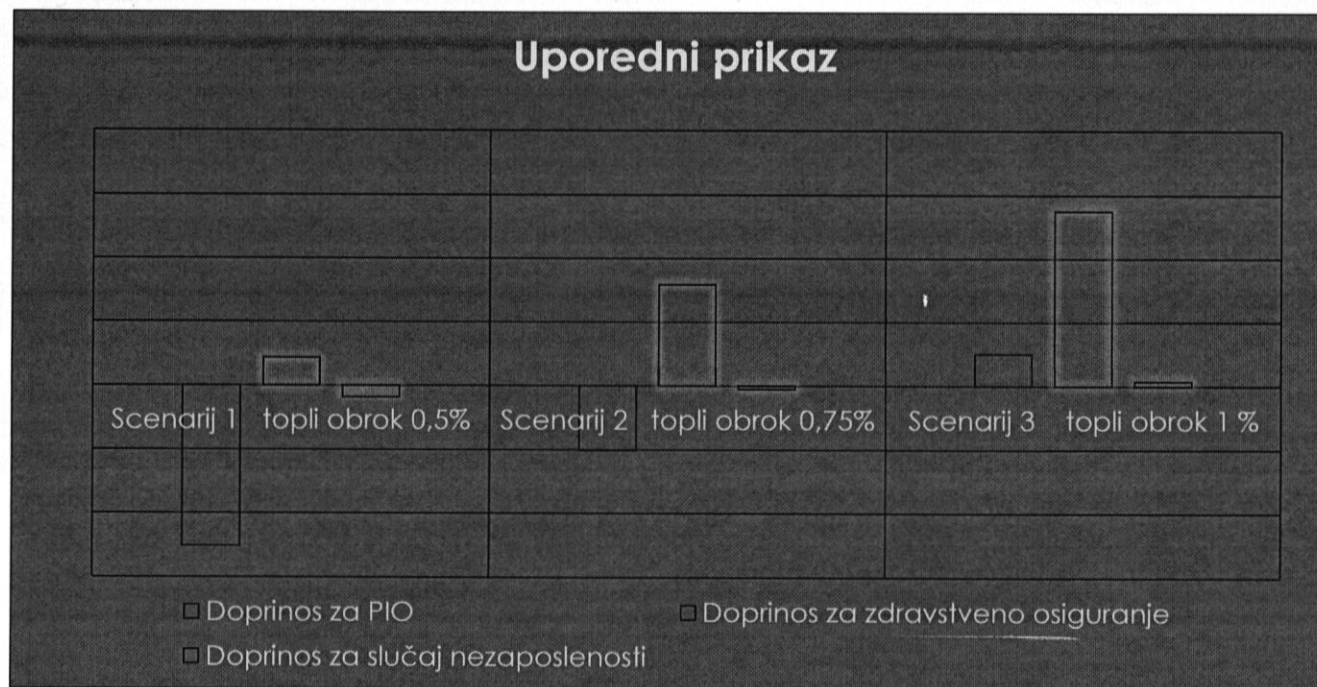 Uporedni prikaz
Scenarij 1 topli obrok 0,5% Scenarij 2 topli obrok 0,75% Scenarij 3 topli obrok 1 %
Doprinos za PIO Doprinos za zdravstveno osiguranje
Doprinos za slučaj nezaposlenosti